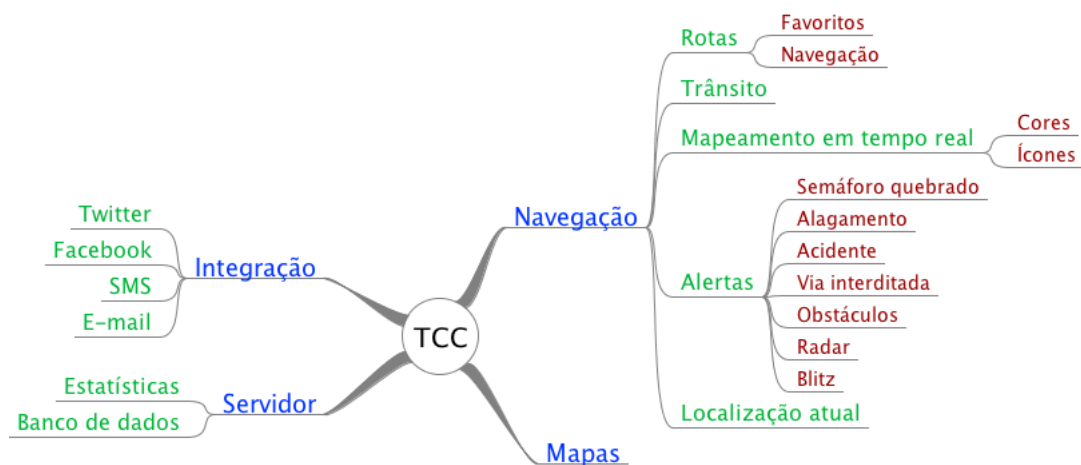 TCC
Navegação
Rotas
Favoritos
Navegação
Trânsito
Mapeamento em tempo real
Cores
Ícones
Alertas
Semáforo quebrado
Alagamento
Acidente
Via interditada
Obstáculos
Radar
Blitz
Localização atual
Mapas
Integração
Twitter
Facebook
SMS
E-mail
Servidor
Estatísticas
Banco de dados